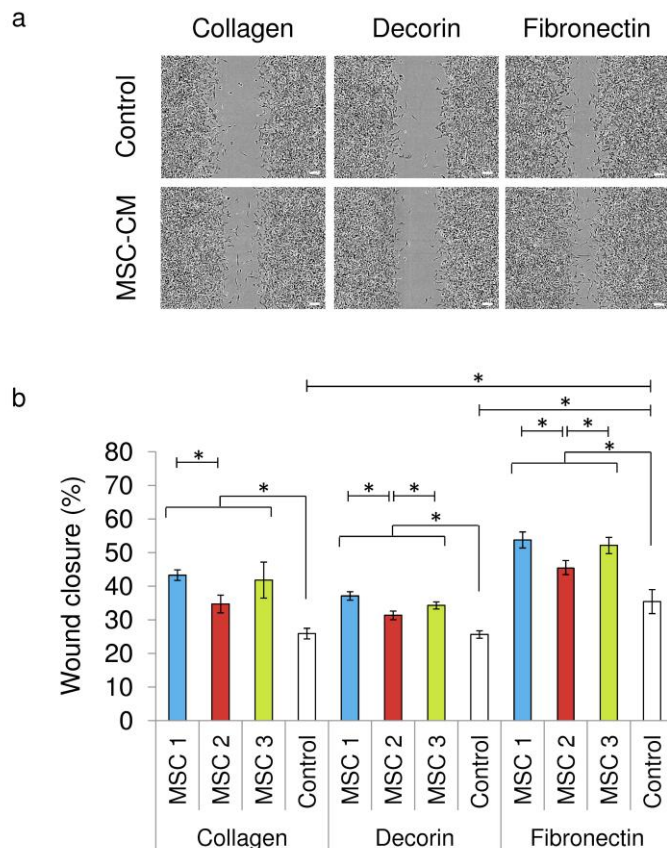 a
Collagen Decorin Fibronectin
Control
MSC-CM
b
*
*
* *
* * * *
* * *
Wound closure (%)
80
70
60
50
40
30
20
10
0
MSC 1 MSC 2 MSC 3 Control MSC 1 MSC 2 MSC 3 Control MSC 1 MSC 2 MSC 3 Control
Collagen Decorin Fibronectin